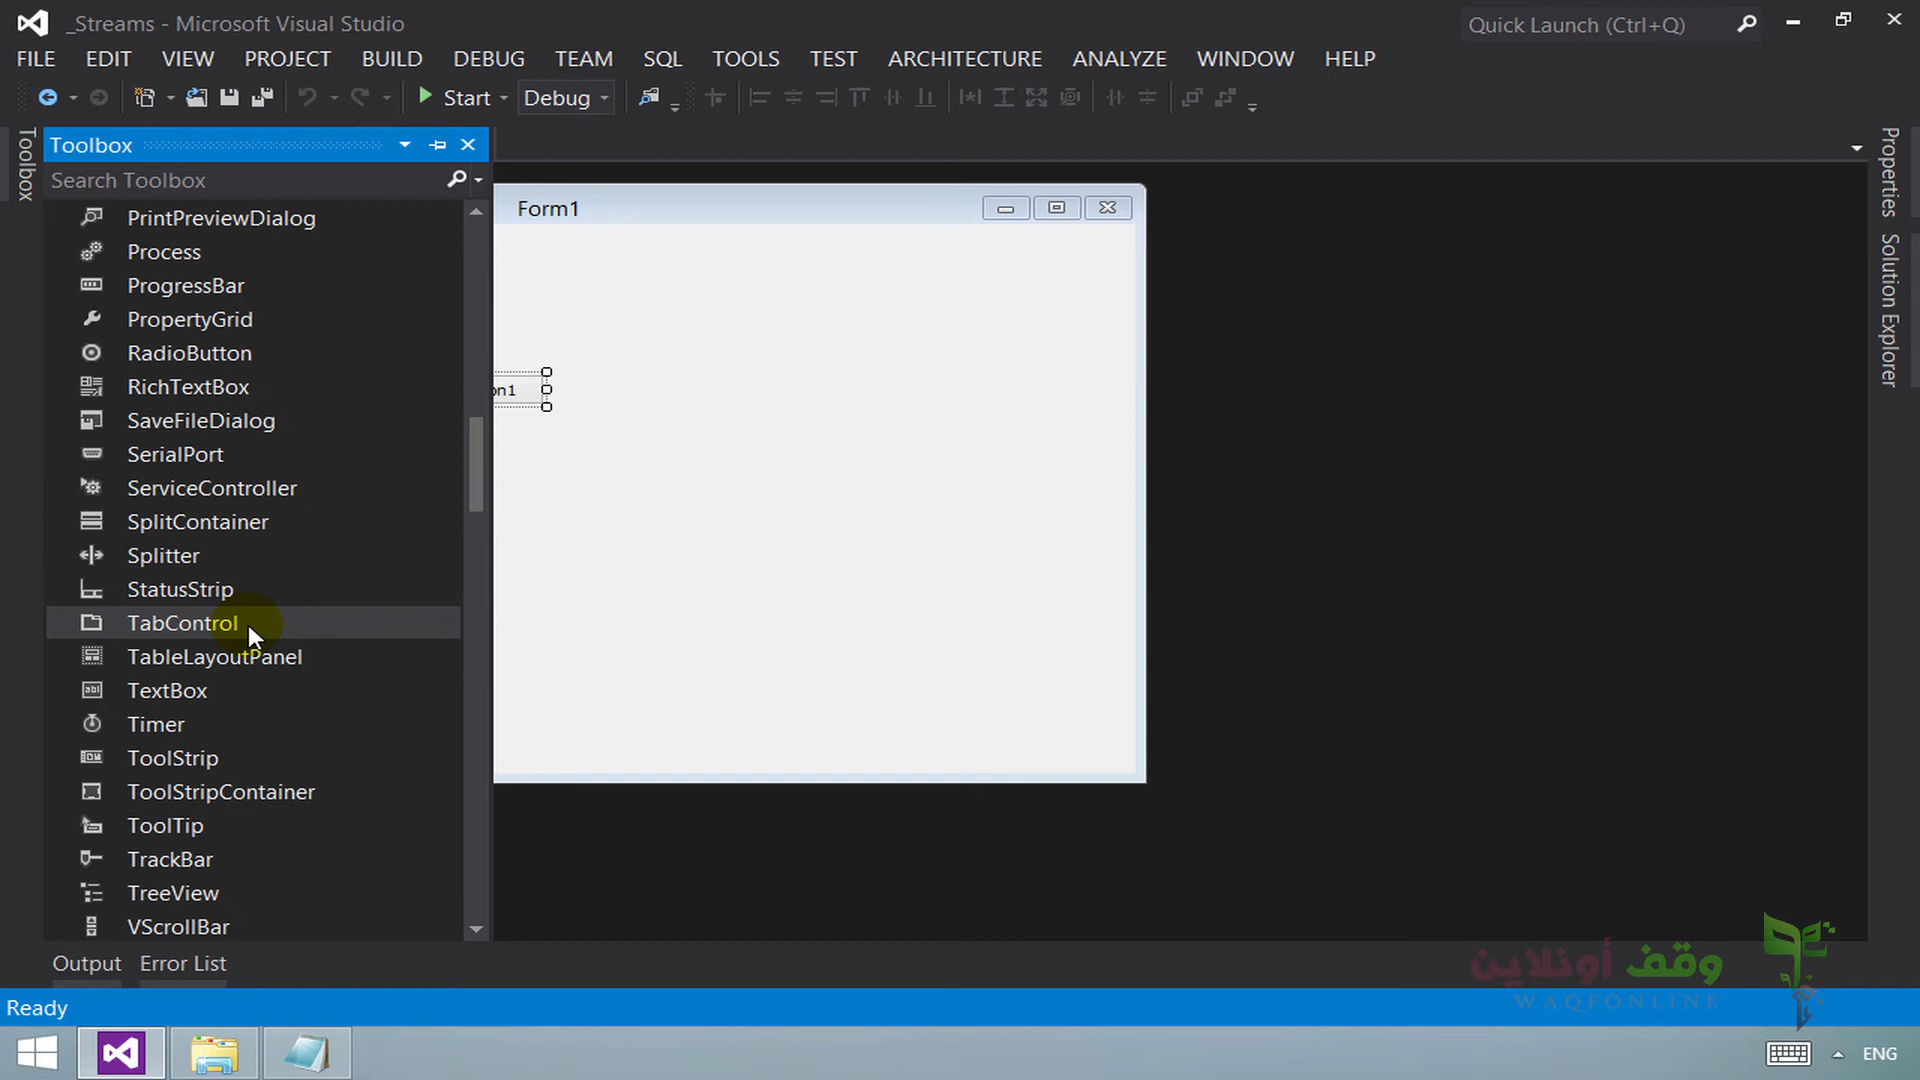 _Streams - Microsoft Visual Studio
Quick Launch (Ctrl+Q)
FILE EDIT VIEW PROJECT BUILD DEBUG TEAM SQL TOOLS TEST ARCHITECTURE ANALYZE WINDOW HELP
Start Debug
Toolbox
Toolbox
Search Toolbox
PrintPreviewDialog
Process
ProgressBar
PropertyGrid
RadioButton
RichTextBox
SaveFileDialog
SerialPort
ServiceController
SplitContainer
Splitter
StatusStrip
TabControl
TableLayoutPanel
TextBox
Timer
ToolStrip
ToolStripContainer
ToolTip
TrackBar
TreeView
VScrollBar
Form1
on1
Properties
Solution Explorer
Output Error List
وقف أونلاين
WAQFONLINE
Ready
ENG